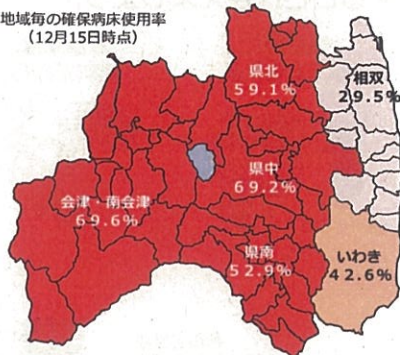 地域毎の確保病床使用率
(12月15日時点)
県北
59.1%
相双
29.5%
県中
69.2%
会津・南会津
69.6%
県南
52.9%
いわき
42.6%